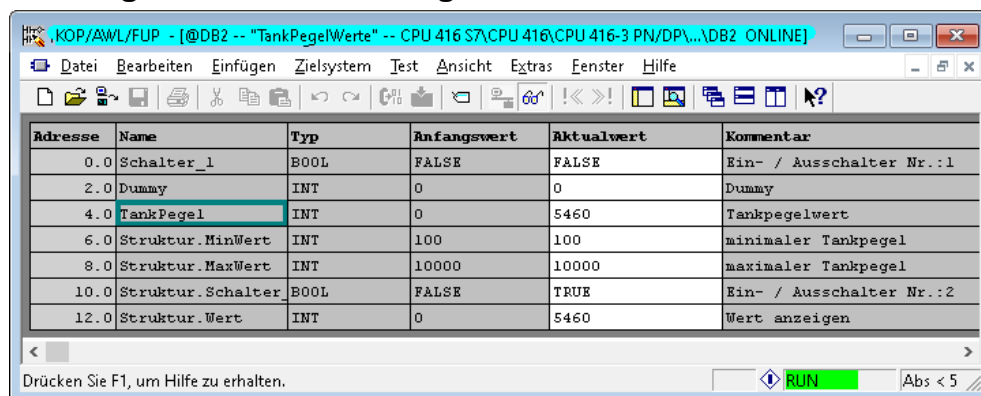 KOP/AWL/FUP - [@DB2 -- "TankPegelWerte" -- CPU 416 S7\CPU 416\CPU 416-3 PN/DP\...\DB2 ONLINE]
Datei Bearbeiten Einfügen Zielsystem Test Ansicht Extras Fenster Hilfe
Adresse Name Typ Anfangswert Aktualwert Kommentar
0.0 Schalter_1 BOOL FALSE FALSE Ein- / Ausschalter Nr.:1
2.0 Dummy INT 0 0 Dummy
4.0 TankPegel INT 0 5460 Tankpegelwert
6.0 Struktur.MinWert INT 100 100 minimaler Tankpegel
8.0 Struktur.MaxWert INT 10000 10000 maximaler Tankpegel
10.0 Struktur.Schalter_ BOOL FALSE TRUE Ein- / Ausschalter Nr.:2
12.0 Struktur.Wert INT 0 5460 Wert anzeigen
Drücken Sie F1, um Hilfe zu erhalten. RUN Abs < 5